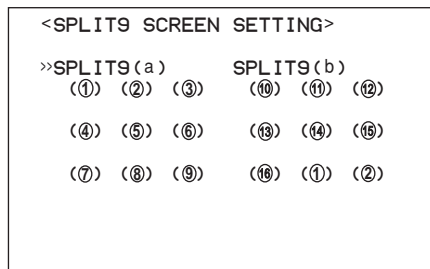 <SPLIT9 SCREEN SETTING>
»SPLIT9(a) SPLIT9(b)
(①) (②) (③) (⑩) (⑪) (⑫)
(④) (⑤) (⑥) (⑬) (⑭) (⑮)
(⑦) (⑧) (⑨) (⑯) (①) (②)